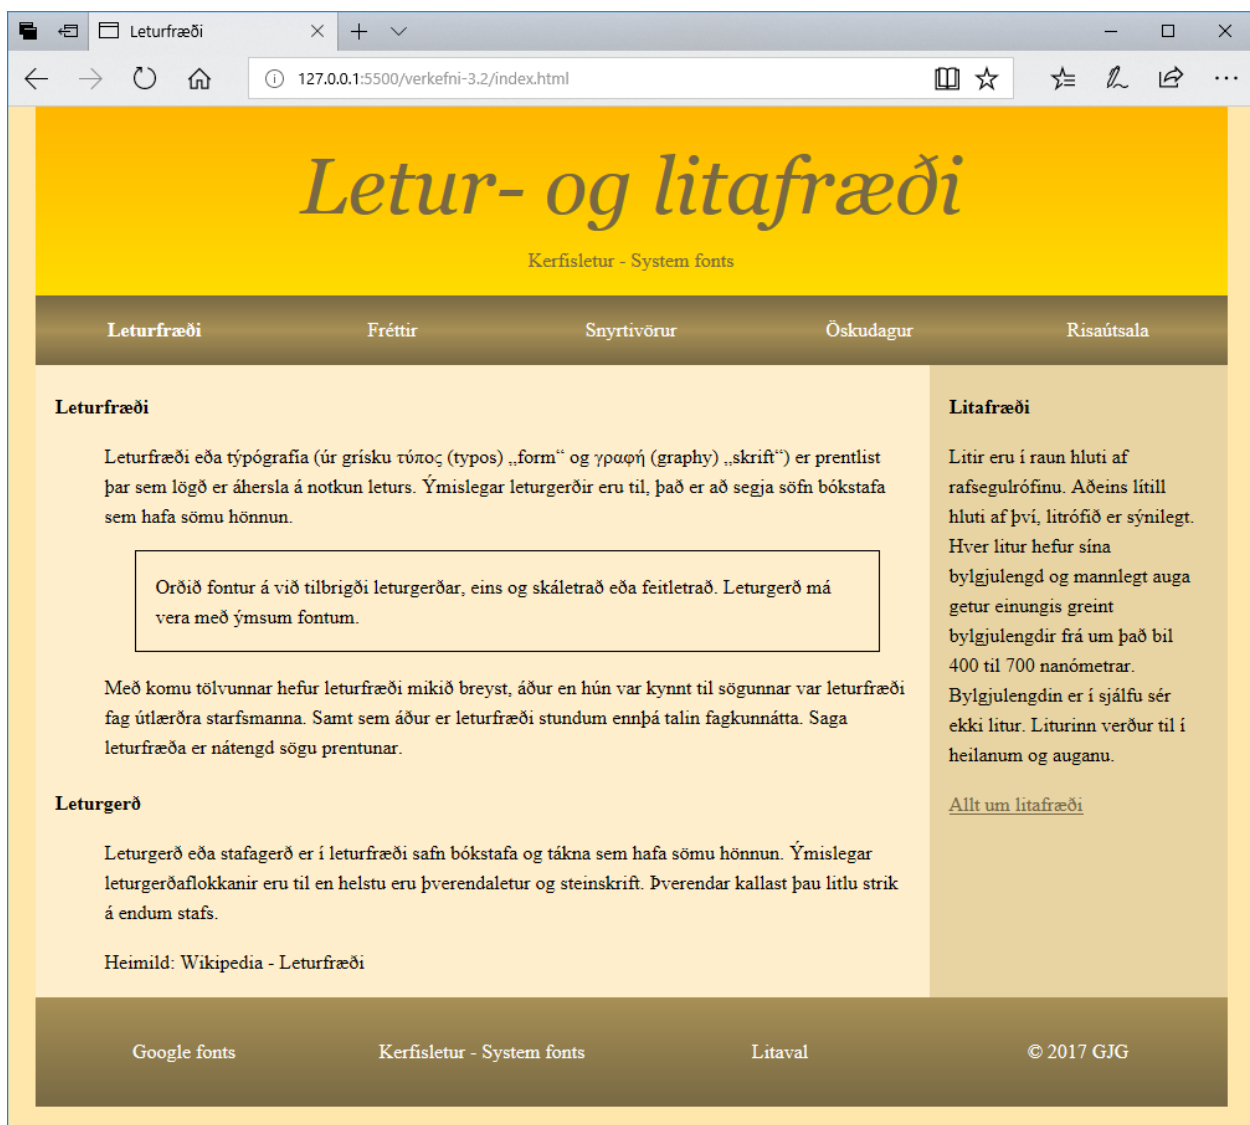 Leturfræði
127.0.0.1:5500/verkefni-3.2/index.html
Letur- og litafræði
Kerfisletur - System fonts
Leturfræði Fréttir Snyrtivörur Öskudagur Risaútsala
Leturfræði
Leturfræði eða týpógrafía (úr grísku τύπος (typos) „form“ og γραφή (graphy) „skrift“) er prentlist
þar sem lögð er áhersla á notkun leturs. Ýmislegar leturgerðir eru til, það er að segja söfn bókstafa
sem hafa sömu hönnun.
Orðið fontur á við tilbrigði leturgerðar, eins og skáletrað eða feitletrað. Leturgerð má
vera með ýmsum fontum.
Með komu tölvunnar hefur leturfræði mikið breyst, áður en hún var kynnt til sögunnar var leturfræði
fag útlærðra starfsmanna. Samt sem áður er leturfræði stundum ennþá talin fagkunnátta. Saga
leturfræða er nátengd sögu prentunar.
Leturgerð
Leturgerð eða stafagerð er í leturfræði safn bókstafa og tákna sem hafa sömu hönnun. Ýmislegar
leturgerðaflokkanir eru til en helstu eru þverendaletur og steinskrift. Þverendar kallast þau litlu strik
á endum stafs.
Heimild: Wikipedia - Leturfræði
Litafræði
Litir eru í raun hluti af
rafsegulrófinu. Aðeins lítill
hluti af því, litrófið er sýnilegt.
Hver litur hefur sína
bylgjulengd og mannlegt auga
getur einungis greint
bylgjulengdir frá um það bil
400 til 700 nanómetrar.
Bylgjulengdin er í sjálfu sér
ekki litur. Liturinn verður til í
heilanum og auganu.
Allt um litafræði
Google fonts Kerfisletur - System fonts Litaval © 2017 GJG